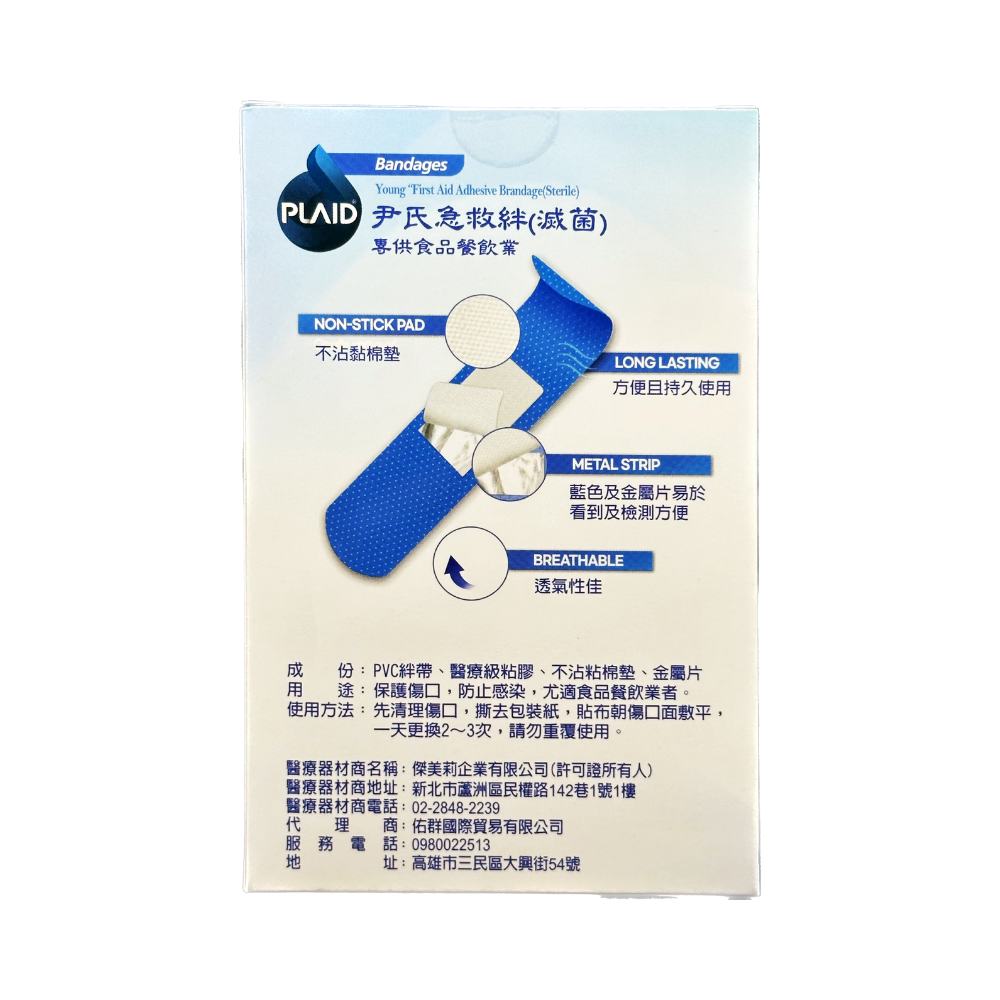 Bandages
Young “First Aid Adhesive Brandage(Sterile)
PLAID®
尹氏急救絆(滅菌)
專供食品餐飲業
NON-STICK PAD
不沾黏棉墊
LONG LASTING
方便且持久使用
METAL STRIP
藍色及金屬片易於
看到及檢測方便
BREATHABLE
透氣性佳
成　份：PVC絆帶、醫療級粘膠、不沾粘棉墊、金屬片
用　途：保護傷口，防止感染，尤適食品餐飲業者。
使用方法：先清理傷口，撕去包裝紙，貼布朝傷口面敷平，
一天更換2～3次，請勿重覆使用。
醫療器材商名稱：傑美莉企業有限公司(許可證所有人)
醫療器材商地址：新北市蘆洲區民權路142巷1號1樓
醫療器材商電話：02-2848-2239
代　理　商：佑群國際貿易有限公司
服務電話：0980022513
地　址：高雄市三民區大興街54號